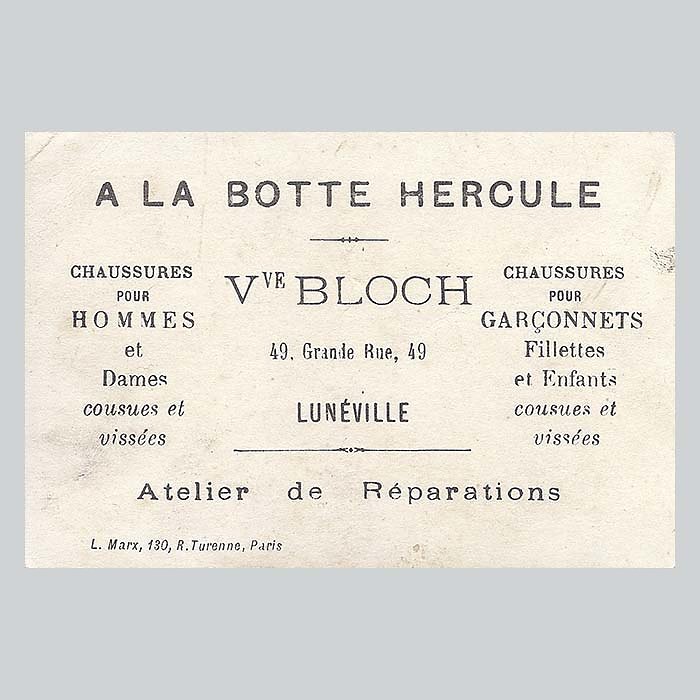 A LA BOTTE HERCULE
CHAUSSURES
POUR
HOMMES
et
Dames
cousues et
vissées
Vve BLOCH
49, Grande Rue, 49
LUNÉVILLE
CHAUSSURES
POUR
GARÇONNETS
Fillettes
et Enfants
cousues et
vissées
Atelier de Réparations
L. Marx, 130, R. Turenne, Paris